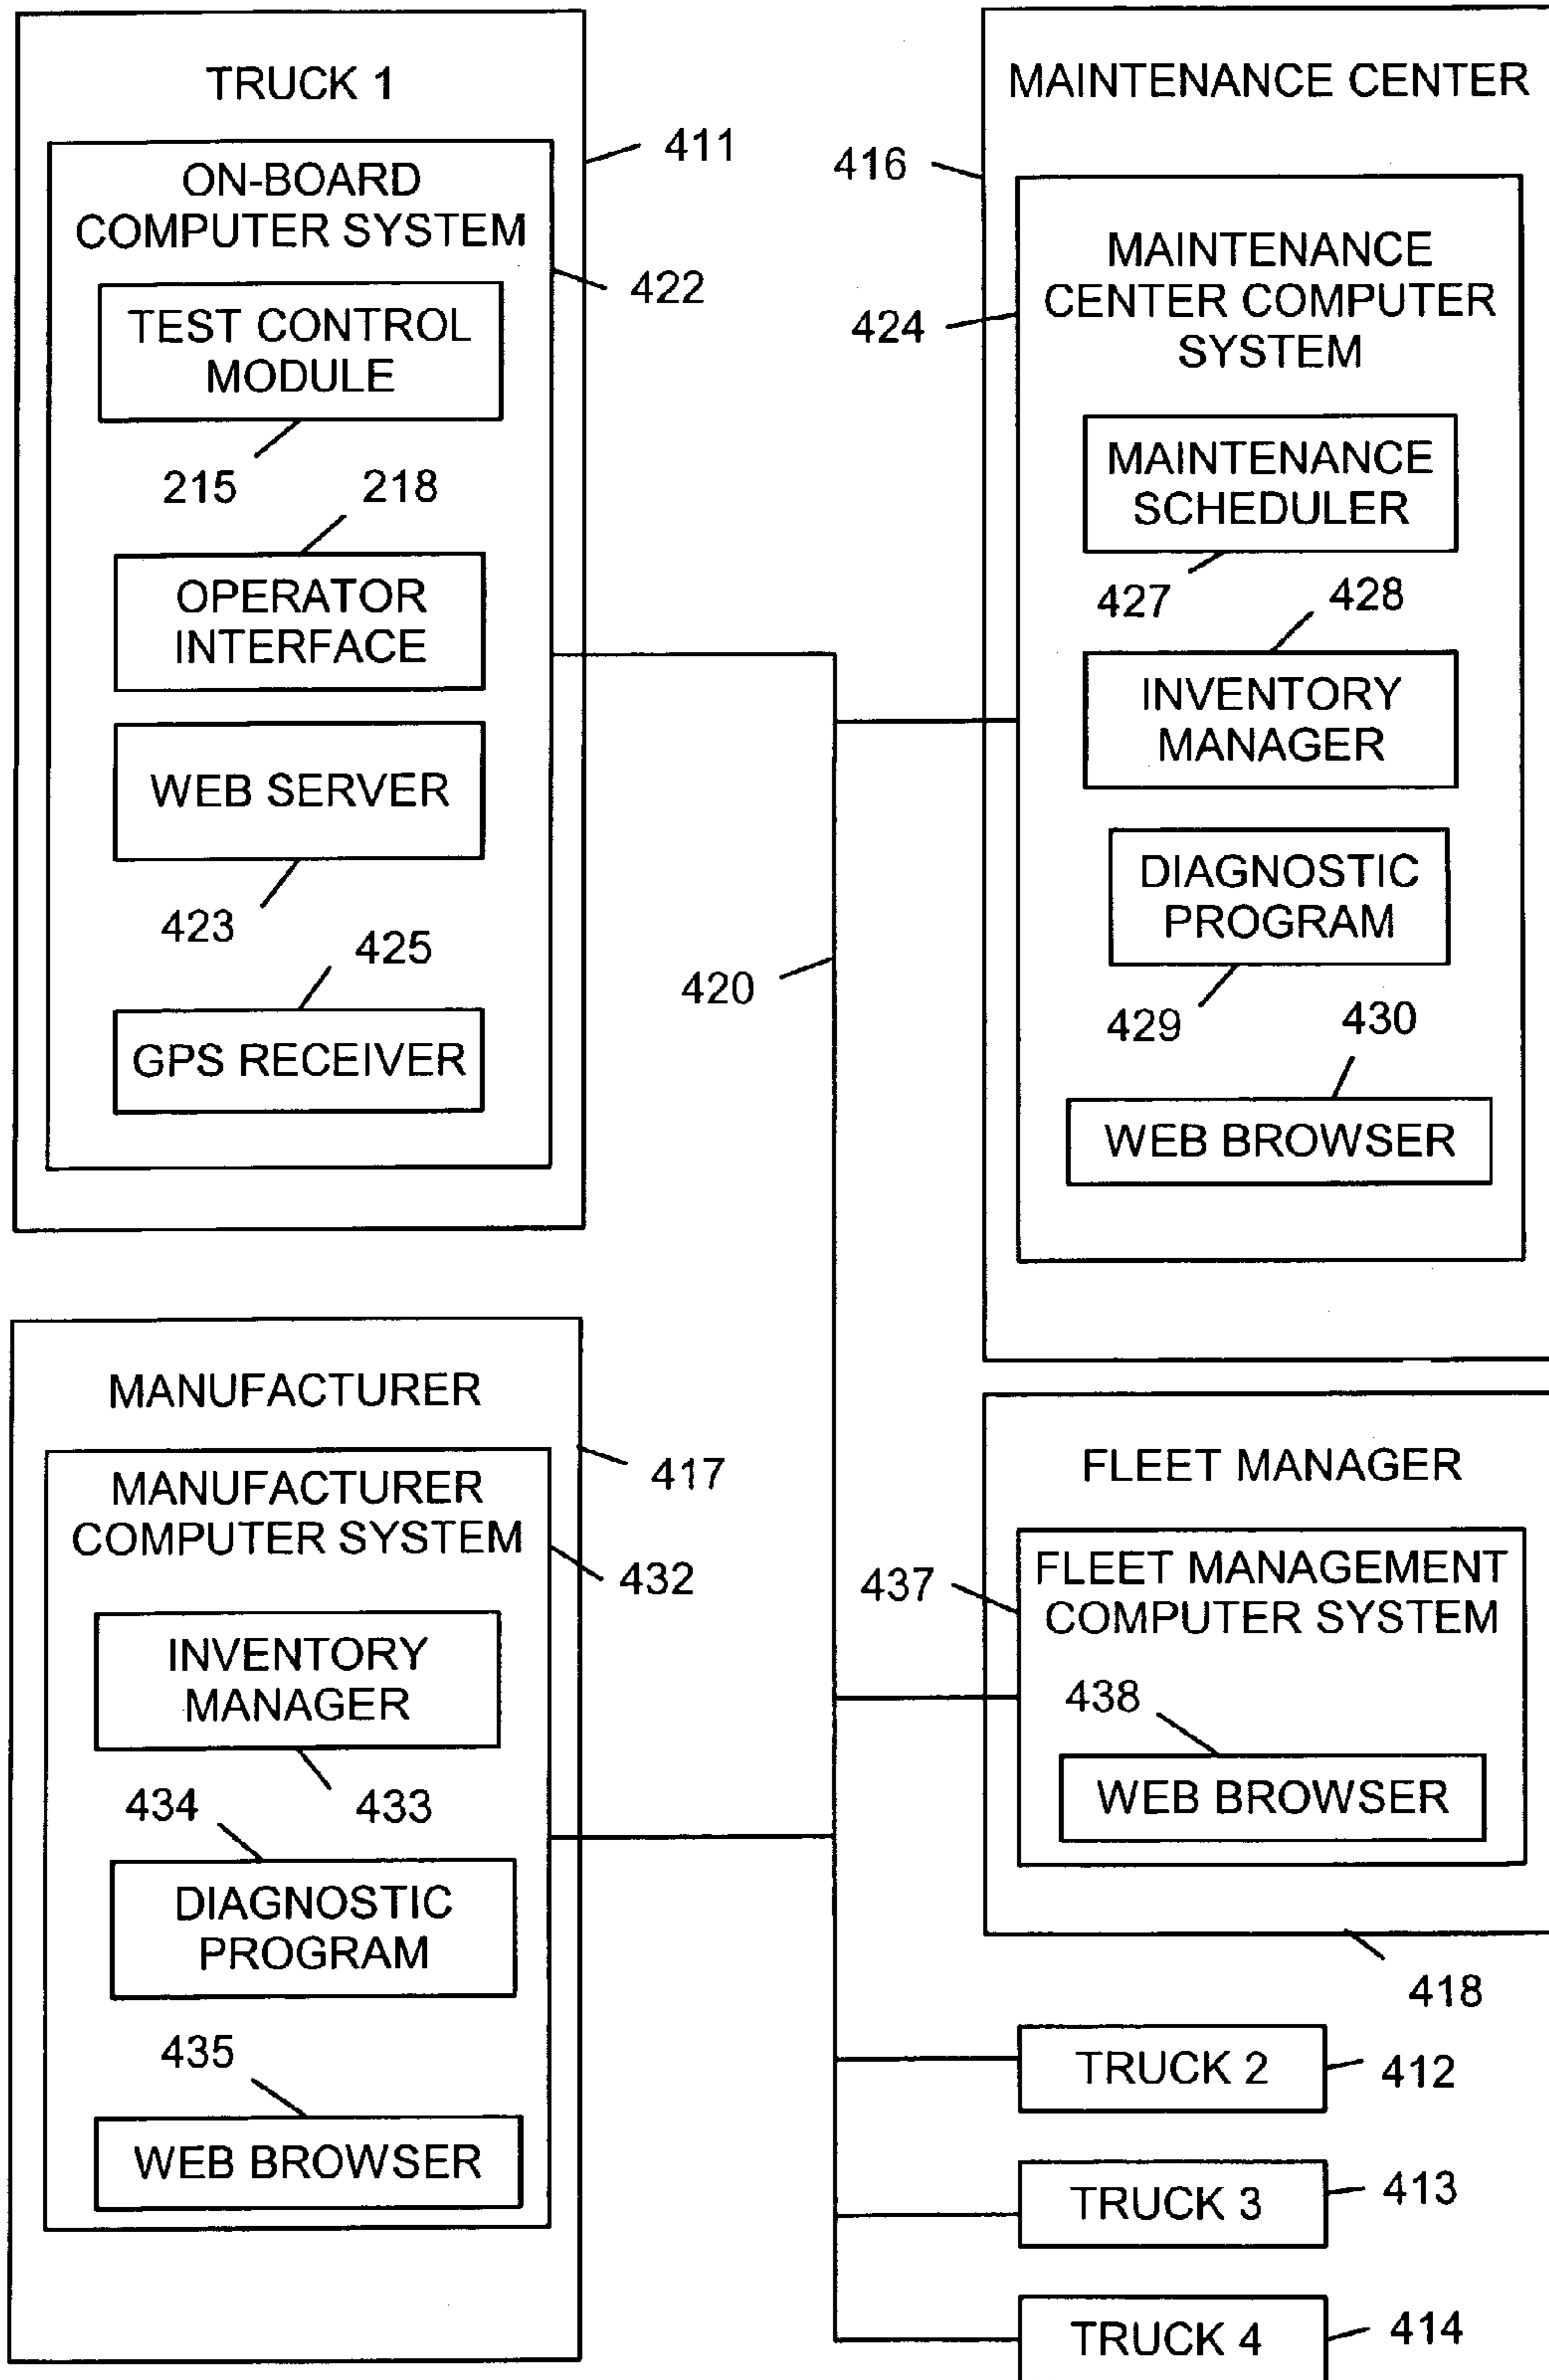 TRUCK 1
ON-BOARD
COMPUTER SYSTEM
411
422
TEST CONTROL
MODULE
215
218
OPERATOR
INTERFACE
WEB SERVER
423
425
GPS RECEIVER
MAINTENANCE CENTER
416
MAINTENANCE
CENTER COMPUTER
SYSTEM
424
MAINTENANCE
SCHEDULER
427
428
INVENTORY
MANAGER
DIAGNOSTIC
PROGRAM
429
430
WEB BROWSER
420
MANUFACTURER
417
MANUFACTURER
COMPUTER SYSTEM
432
INVENTORY
MANAGER
434
433
DIAGNOSTIC
PROGRAM
435
WEB BROWSER
FLEET MANAGER
437
FLEET MANAGEMENT
COMPUTER SYSTEM
438
WEB BROWSER
418
TRUCK 2
412
TRUCK 3
413
TRUCK 4
414